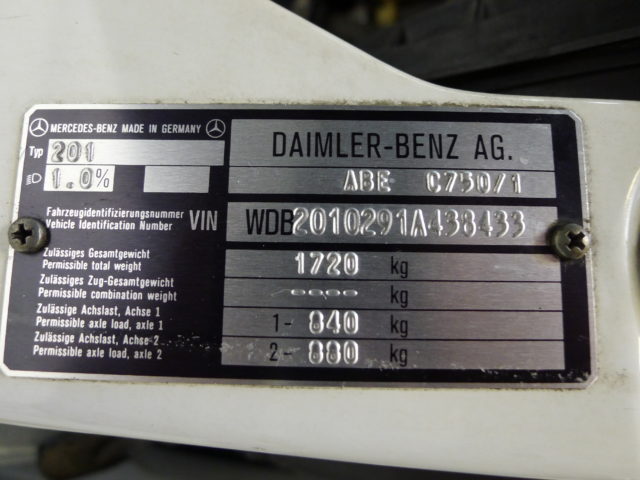 MERCEDES-BENZ MADE IN GERMANY
DAIMLER-BENZ AG.
Typ 201
1.0%
ABE C750/1
Fahrzeugidentifizierungsnummer
Vehicle Identification Number VIN WDB2010291A438433
Zulässiges Gesamtgewicht
Permissible total weight 1720 kg
Zulässiges Zug-Gesamtgewicht
Permissible combination weight ---- kg
Zulässige Achslast, Achse 1
Permissible axle load, axle 1 1- 840 kg
Zulässige Achslast, Achse 2
Permissible axle load, axle 2 2- 880 kg